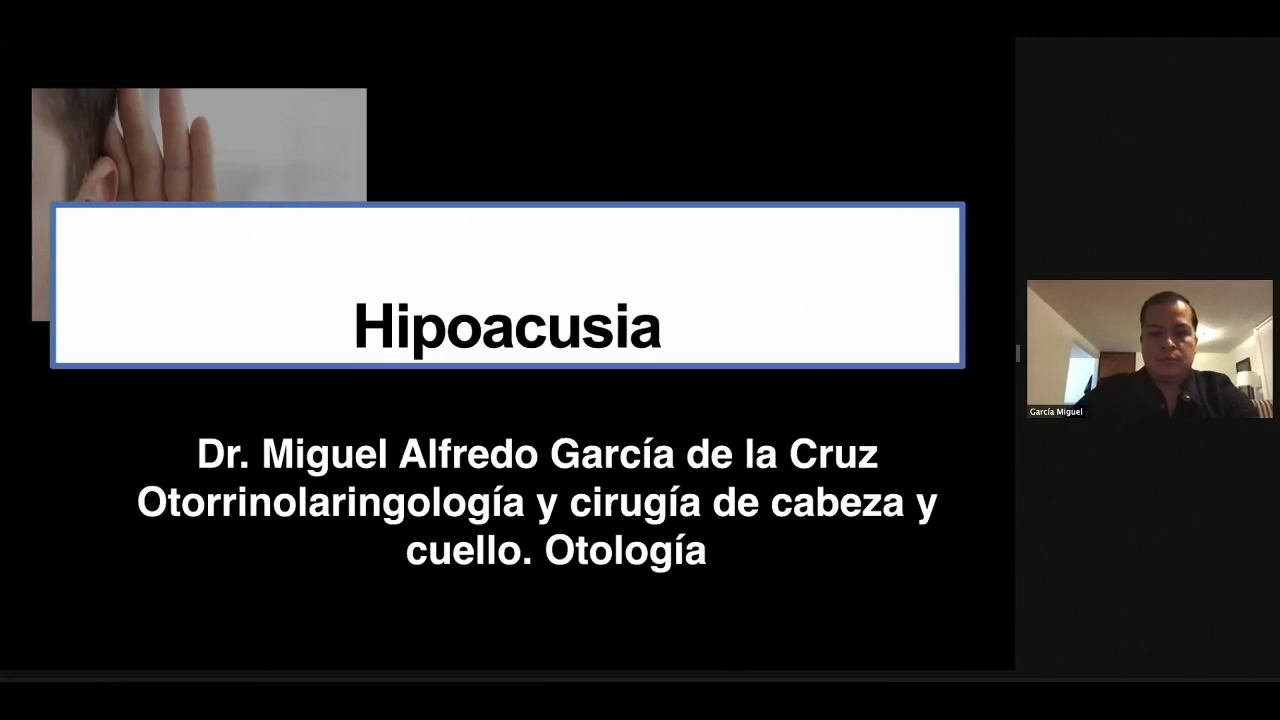 Hipoacusia
Dr. Miguel Alfredo García de la Cruz
Otorrinolaringología y cirugía de cabeza y
cuello. Otología
García Miguel